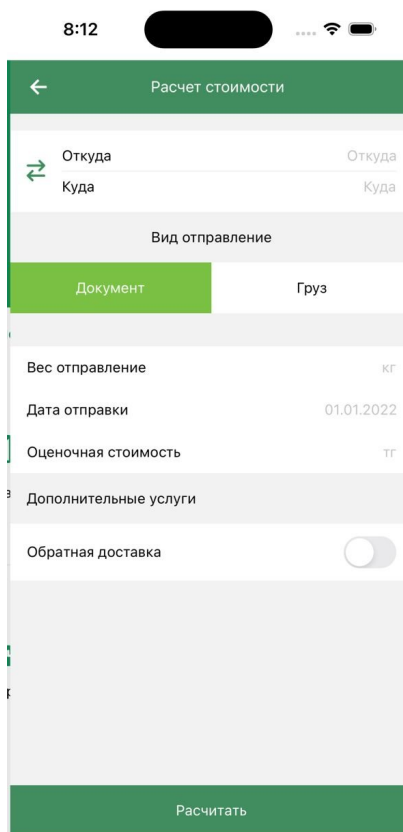 8:12
Расчет стоимости
Откуда Откуда
Куда Куда
Вид отправление
Документ Груз
Вес отправление кг
Дата отправки 01.01.2022
Оценочная стоимость тг
Дополнительные услуги
Обратная доставка
Расчитать